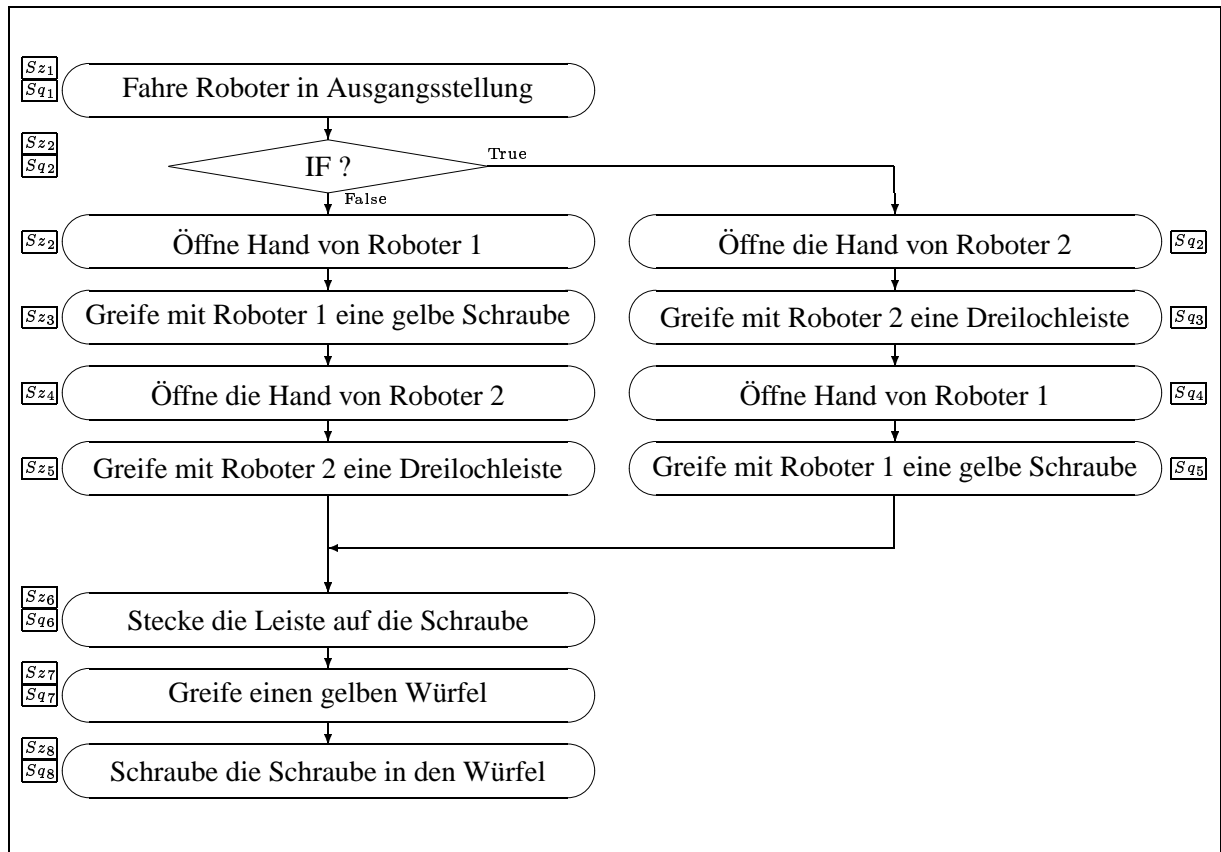 Sz1
Sq1
Fahre Roboter in Ausgangsstellung
Sz2
Sq2
IF ?
True
False
Sz2
Öffne Hand von Roboter 1
Öffne die Hand von Roboter 2
Sq2
Sz3
Greife mit Roboter 1 eine gelbe Schraube
Greife mit Roboter 2 eine Dreilochleiste
Sq3
Sz4
Öffne die Hand von Roboter 2
Öffne Hand von Roboter 1
Sq4
Sz5
Greife mit Roboter 2 eine Dreilochleiste
Greife mit Roboter 1 eine gelbe Schraube
Sq5
Sz6
Sq6
Stecke die Leiste auf die Schraube
Sz7
Sq7
Greife einen gelben Würfel
Sz8
Sq8
Schraube die Schraube in den Würfel